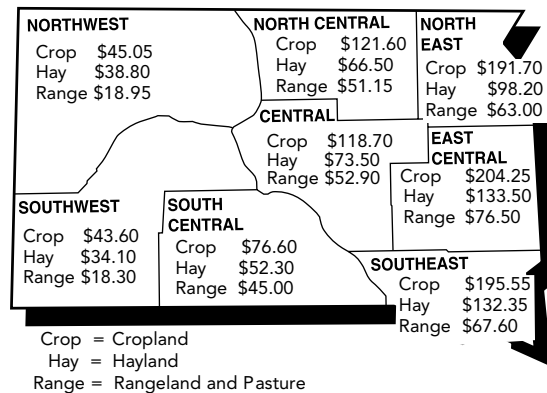 NORTHWEST
Crop $45.05
Hay $38.80
Range $18.95
NORTH CENTRAL
Crop $121.60
Hay $66.50
Range $51.15
NORTH
EAST
Crop $191.70
Hay $98.20
Range $63.00
CENTRAL
Crop $118.70
Hay $73.50
Range $52.90
EAST
CENTRAL
Crop $204.25
Hay $133.50
Range $76.50
SOUTHWEST
Crop $43.60
Hay $34.10
Range $18.30
SOUTH
CENTRAL
Crop $76.60
Hay $52.30
Range $45.00
SOUTHEAST
Crop $195.55
Hay $132.35
Range $67.60
Crop = Cropland
Hay = Hayland
Range = Rangeland and Pasture